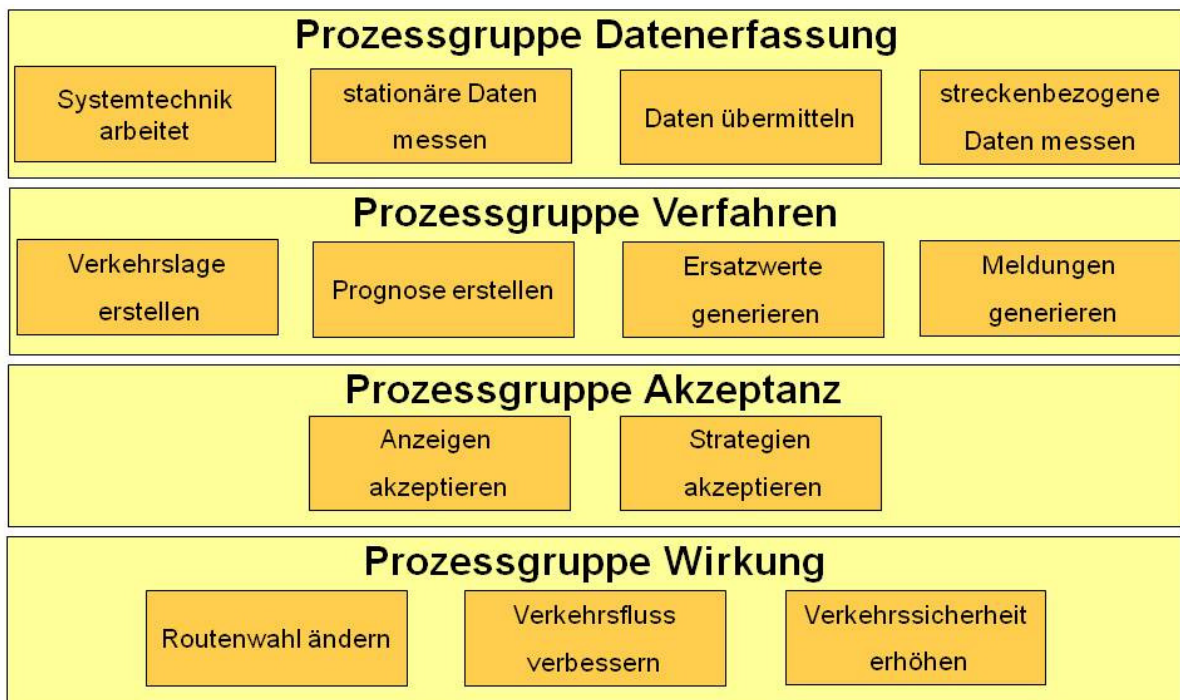 Prozessgruppe Datenerfassung
Systemtechnik
arbeitet
stationäre Daten
messen
Daten übermitteln
streckenbezogene
Daten messen
Prozessgruppe Verfahren
Verkehrslage
erstellen
Prognose erstellen
Ersatzwerte
generieren
Meldungen
generieren
Prozessgruppe Akzeptanz
Anzeigen
akzeptieren
Strategien
akzeptieren
Prozessgruppe Wirkung
Routenwahl ändern
Verkehrsfluss
verbessern
Verkehrssicherheit
erhöhen